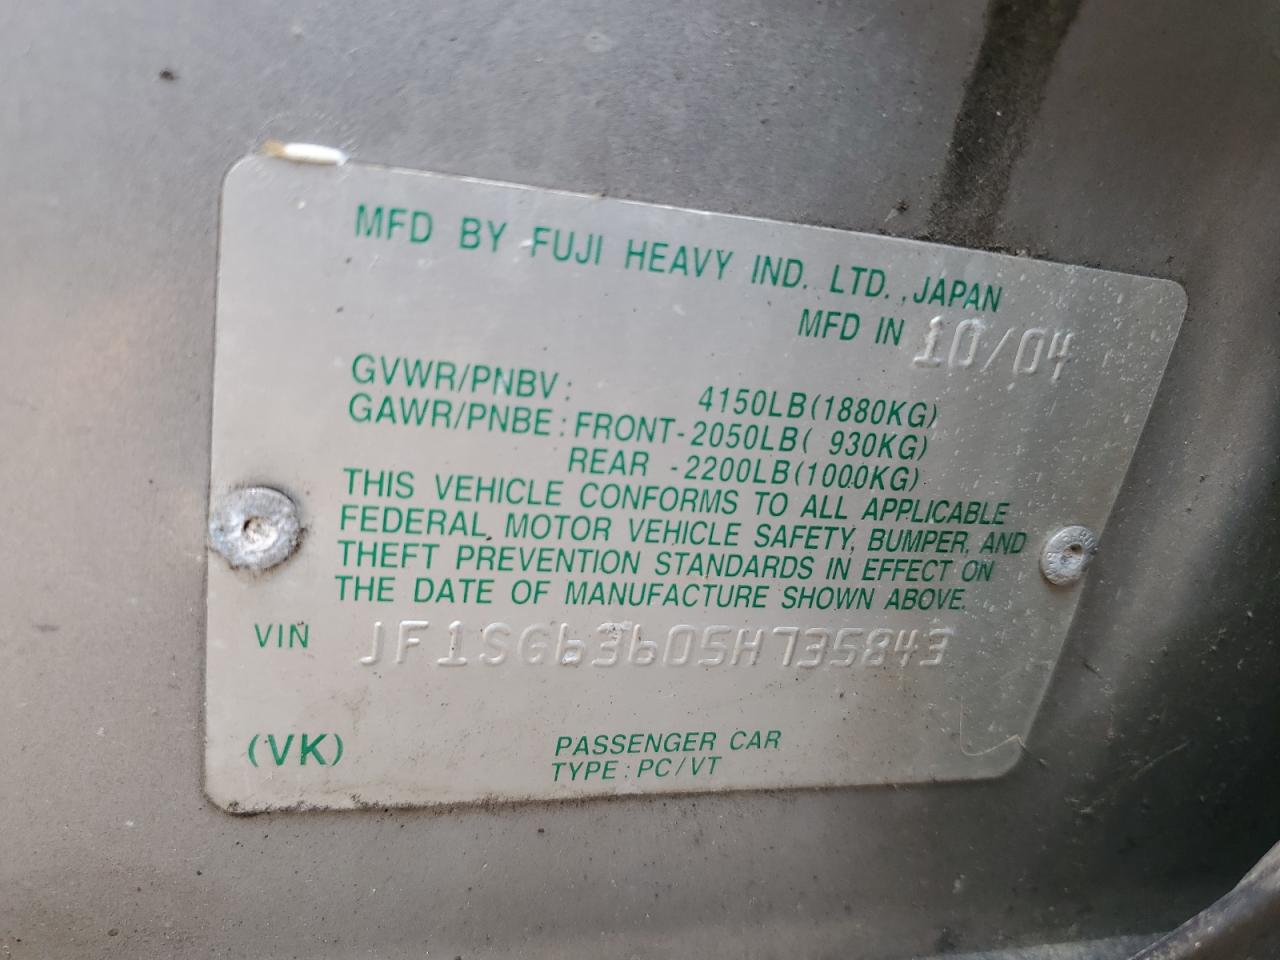 MFD BY FUJI HEAVY IND. LTD., JAPAN
MFD IN 10/04
GVWR/PNBV: 4150LB(1880KG)
GAWR/PNBE: FRONT-2050LB( 930KG)
REAR -2200LB(1000KG)
THIS VEHICLE CONFORMS TO ALL APPLICABLE
FEDERAL MOTOR VEHICLE SAFETY, BUMPER, AND
THEFT PREVENTION STANDARDS IN EFFECT ON
THE DATE OF MANUFACTURE SHOWN ABOVE.
VIN JF1SG63605H735843
(VK) PASSENGER CAR
TYPE: PC/VT